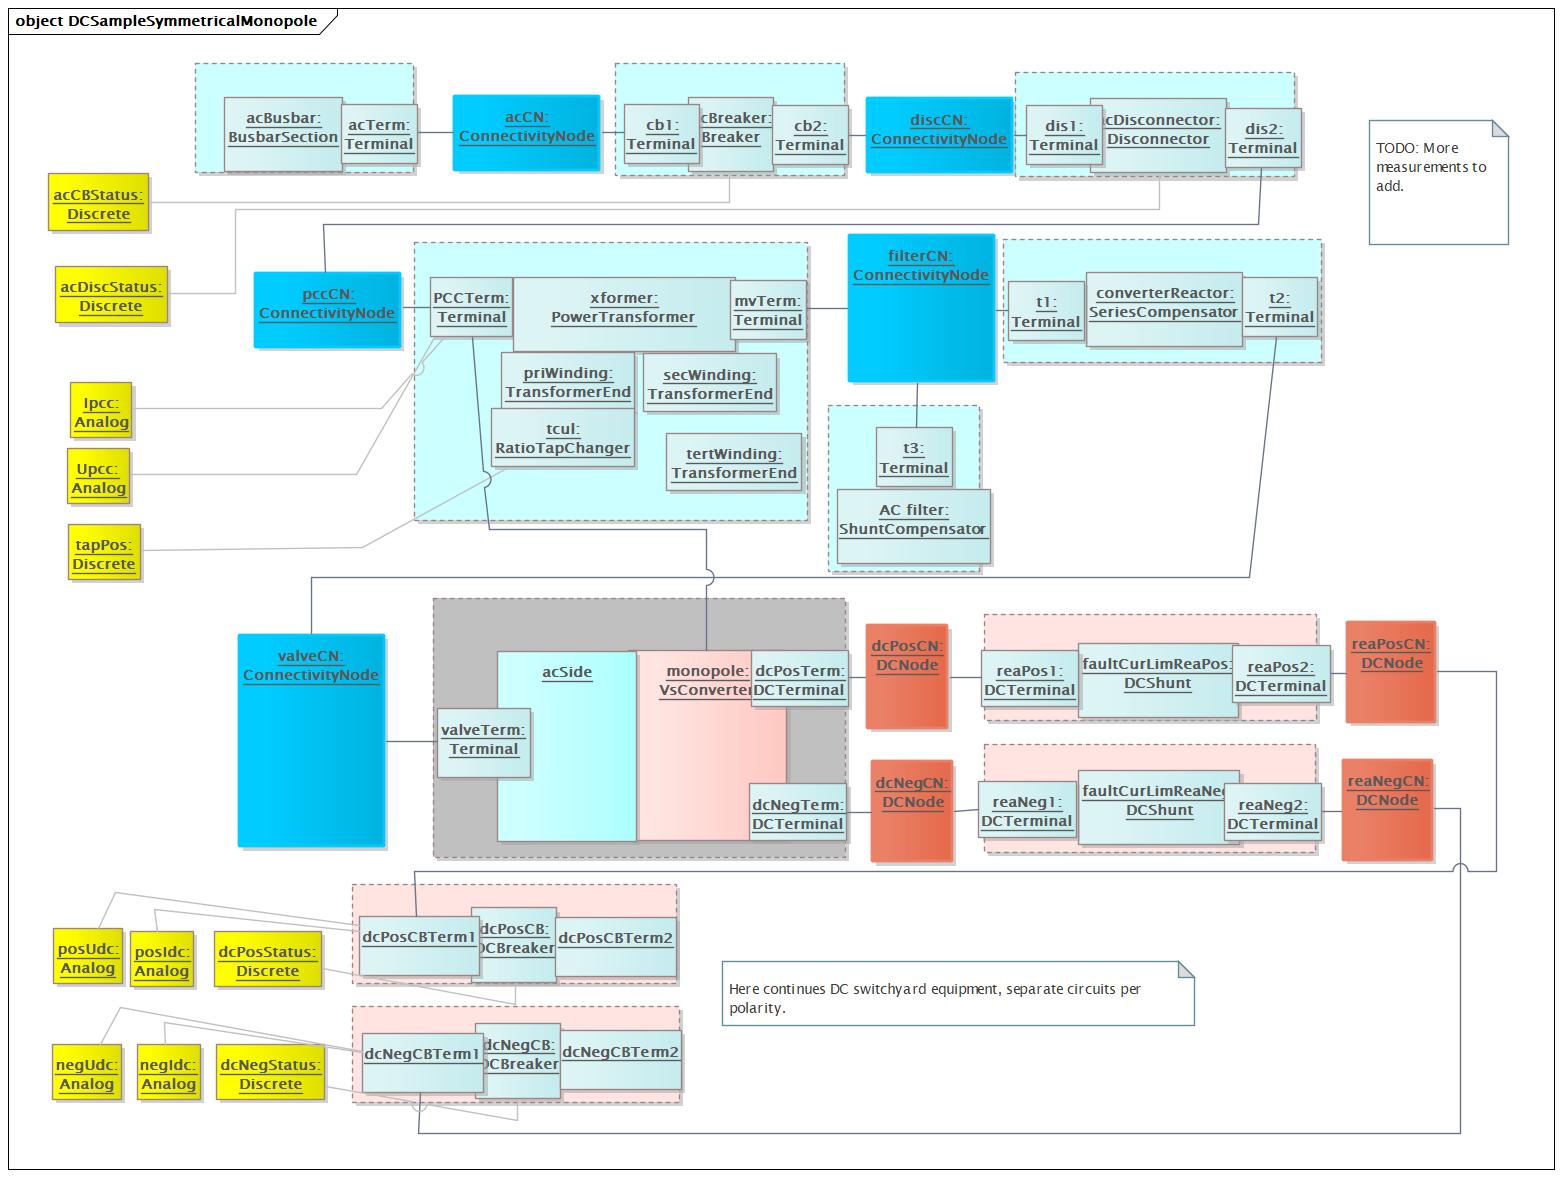 object DCSampleSymmetricalMonopole
acBusbar:
BusbarSection
acTerm:
Terminal
acCN:
ConnectivityNode
cb1:
Terminal
cBreaker:
Breaker
cb2:
Terminal
discCN:
ConnectivityNode
dis1:
Terminal
cDisconnector:
Disconnector
dis2:
Terminal
TODO: More
measurements to
add.
acCBStatus:
Discrete
acDiscStatus:
Discrete
pccCN:
ConnectivityNode
PCCTerm:
Terminal
xformer:
PowerTransformer
mvTerm:
Terminal
filterCN:
ConnectivityNode
t1:
Terminal
converterReactor:
SeriesCompensator
t2:
Terminal
priWinding:
TransformerEnd
secWinding:
TransformerEnd
tcul:
RatioTapChanger
tertWinding:
TransformerEnd
Ipcc:
Analog
Upcc:
Analog
tapPos:
Discrete
t3:
Terminal
AC filter:
ShuntCompensator
valveCN:
ConnectivityNode
valveTerm:
Terminal
acSide
monopole:
VsConverter
dcPosTerm:
DCTerminal
dcPosCN:
DCNode
reaPos1:
DCTerminal
faultCurLimReaPos:
DCShunt
reaPos2:
DCTerminal
reaPosCN:
DCNode
dcNegTerm:
DCTerminal
dcNegCN:
DCNode
reaNeg1:
DCTerminal
faultCurLimReaNe
DCShunt
reaNeg2:
DCTerminal
reaNegCN:
DCNode
posUdc:
Analog
posIdc:
Analog
dcPosStatus:
Discrete
dcPosCBTerm1
dcPosCB:
DCBreaker
dcPosCBTerm2
Here continues DC switchyard equipment, separate circuits per
polarity.
negUdc:
Analog
negIdc:
Analog
dcNegStatus:
Discrete
dcNegCBTerm1
dcNegCB:
DCBreaker
dcNegCBTerm2